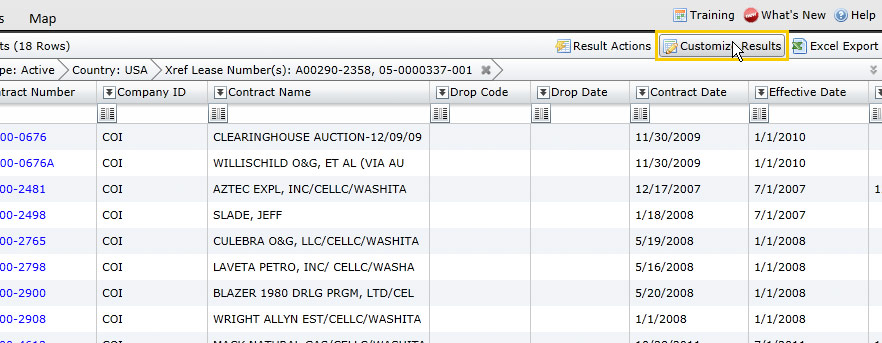 Map
Training What's New Help
ts (18 Rows) Result Actions Customize Results Excel Export
pe: Active Country: USA Xref Lease Number(s): A00290-2358, 05-0000337-001
ntract Number Company ID Contract Name Drop Code Drop Date Contract Date Effective Date
00-0676 COI CLEARINGHOUSE AUCTION-12/09/09 11/30/2009 1/1/2010
00-0676A COI WILLISCHILD O&G, ET AL (VIA AU 11/30/2009 1/1/2010
00-2481 COI AZTEC EXPL, INC/CELLC/WASHITA 12/17/2007 7/1/2007 1
00-2498 COI SLADE, JEFF 1/18/2008 7/1/2007
00-2765 COI CULEBRA O&G, LLC/CELLC/WASHITA 5/19/2008 1/1/2008
00-2798 COI LAVETA PETRO, INC/ CELLC/WASHA 5/16/2008 1/1/2008
00-2900 COI BLAZER 1980 DRLG PRGM, LTD/CEL 5/20/2008 1/1/2008
00-2908 COI WRIGHT ALLYN EST/CELLC/WASHITA 1/1/2008 1/1/2008